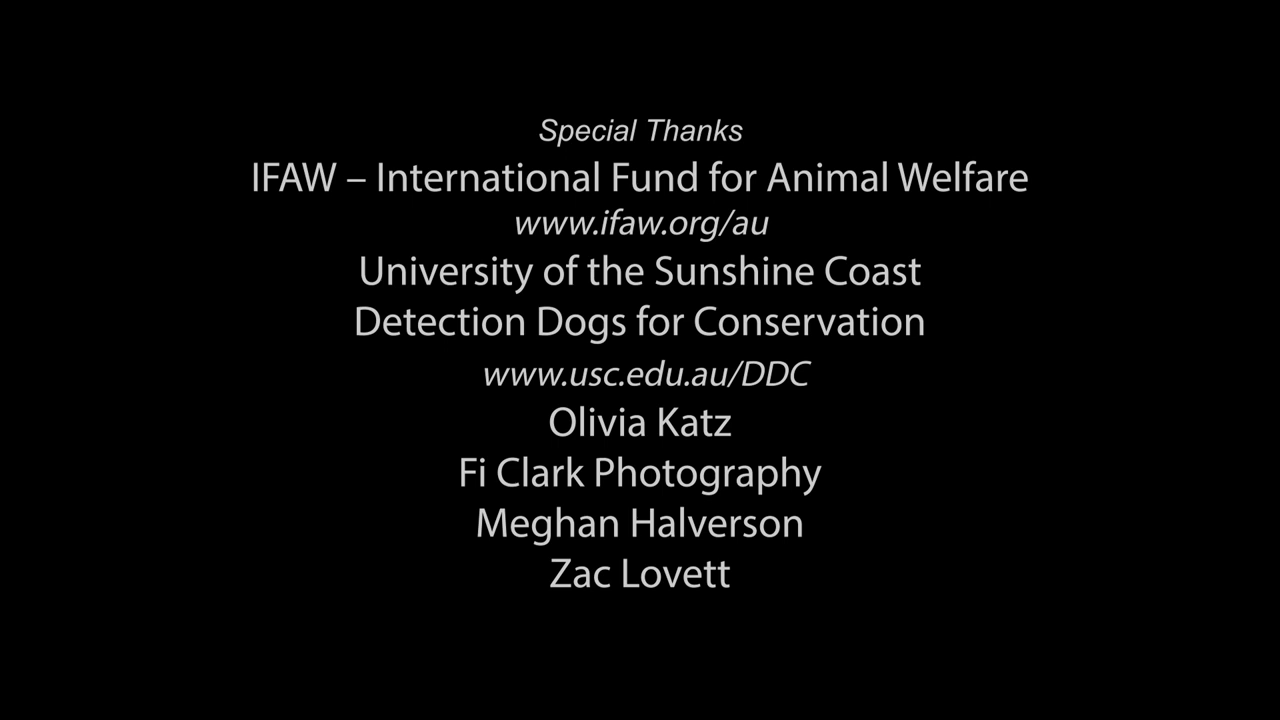 Special Thanks
IFAW – International Fund for Animal Welfare
www.ifaw.org/au
University of the Sunshine Coast
Detection Dogs for Conservation
www.usc.edu.au/DDC
Olivia Katz
Fi Clark Photography
Meghan Halverson
Zac Lovett